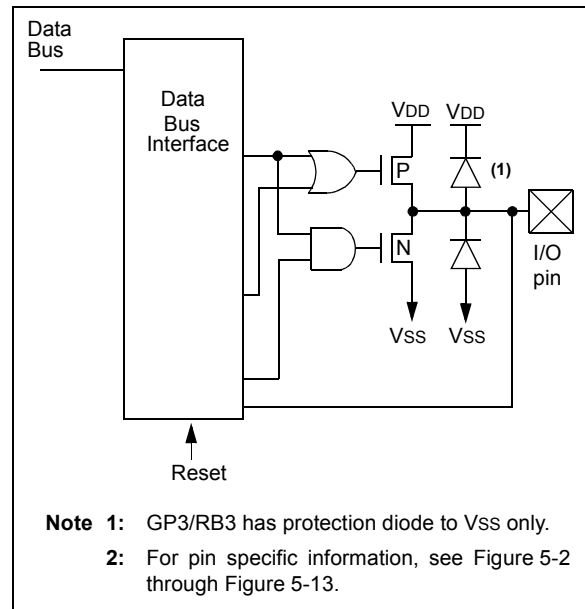 Data
Bus
Data
Bus
Interface
VDD
VDD
P
(1)
N
I/O
pin
VSS
VSS
Reset
Note 1: GP3/RB3 has protection diode to VSS only.
2: For pin specific information, see Figure 5-2
through Figure 5-13.